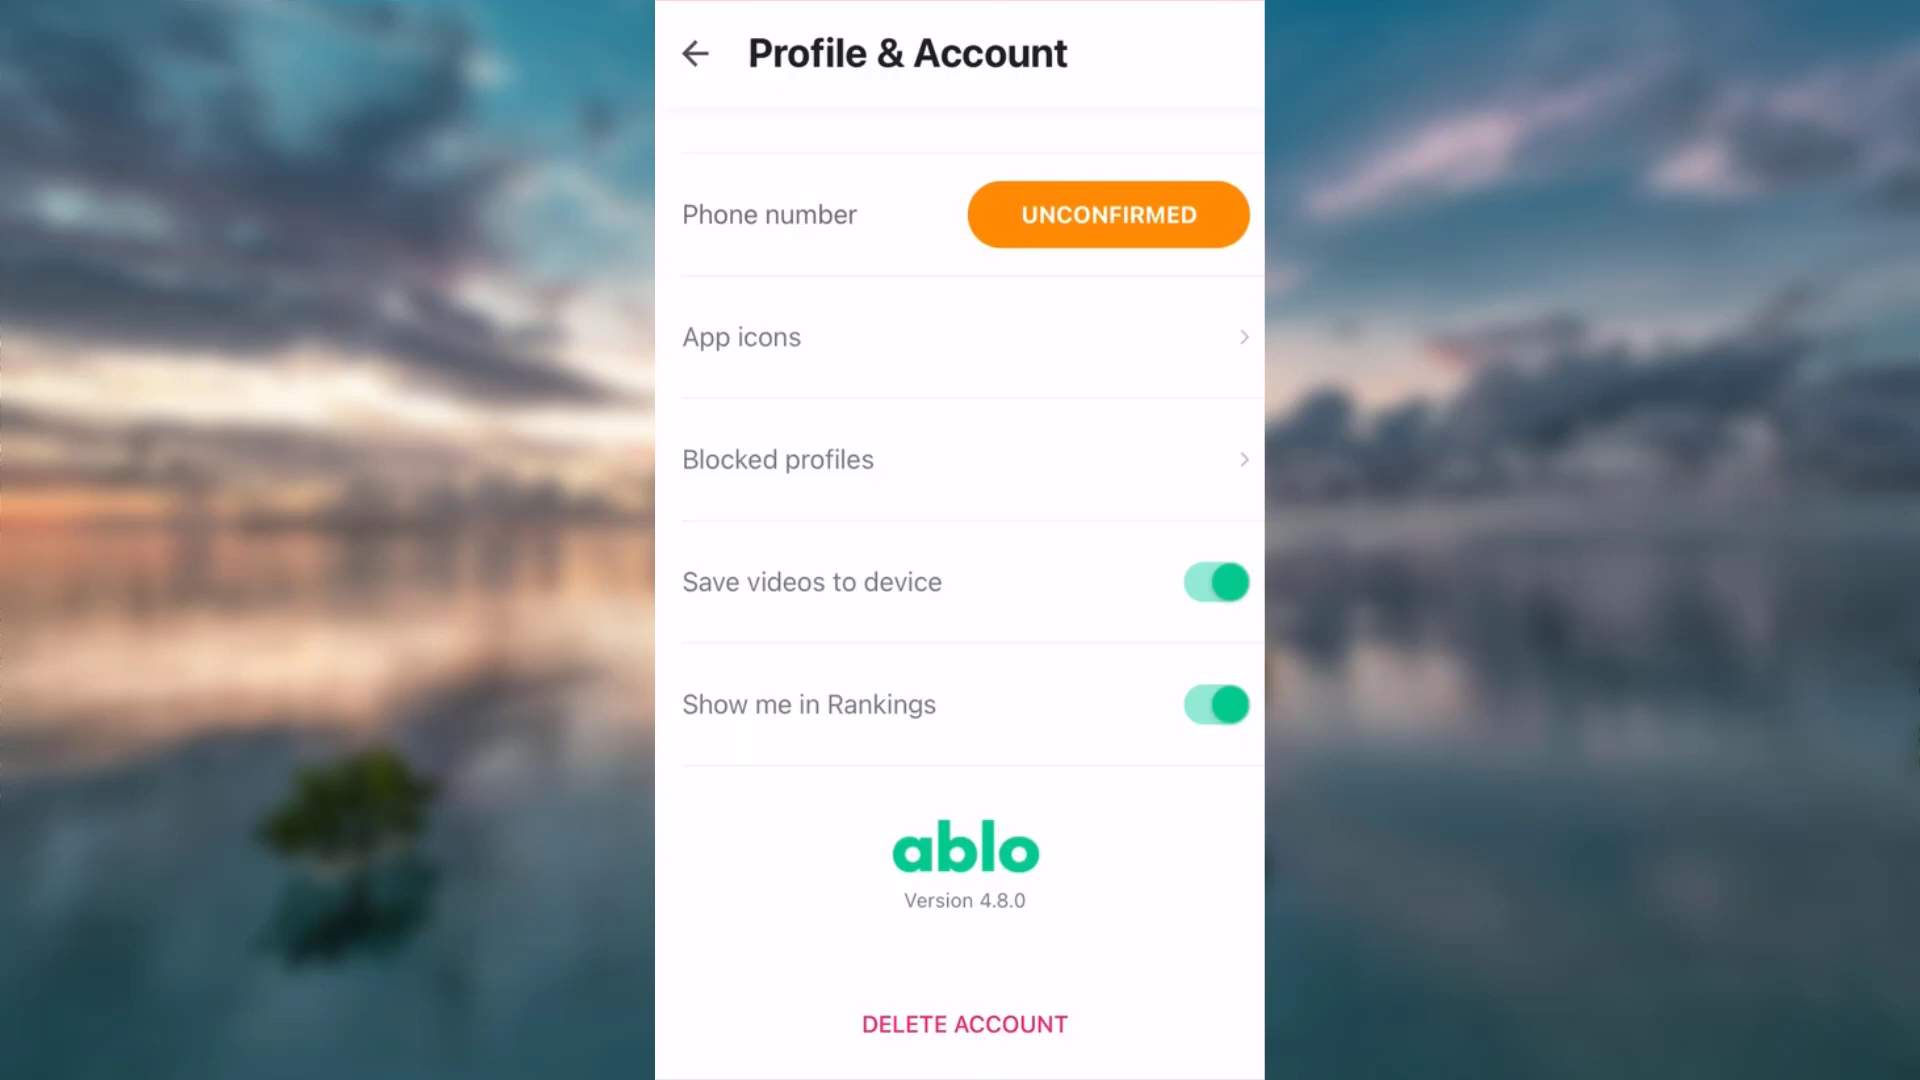 Profile & Account
Phone number UNCONFIRMED
App icons
Blocked profiles
Save videos to device
Show me in Rankings
ablo
Version 4.8.0
DELETE ACCOUNT